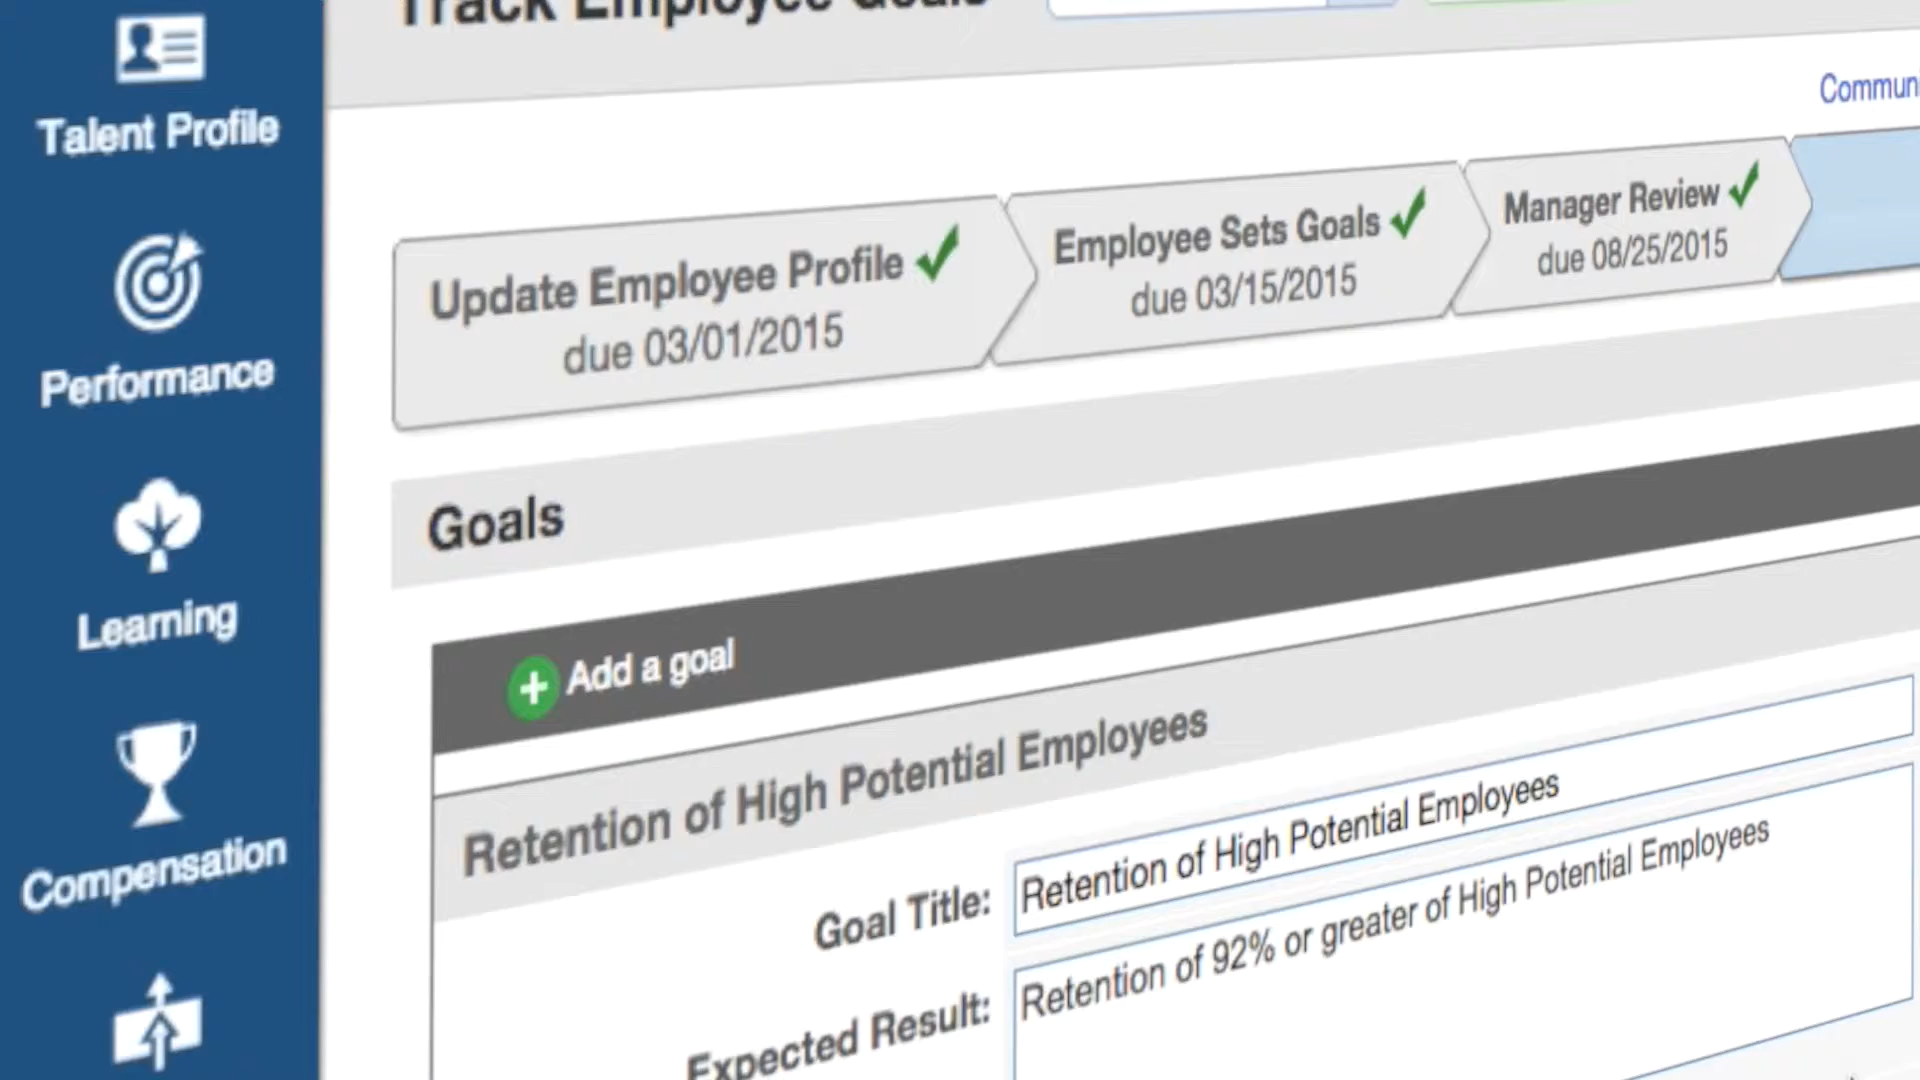 Track Employee Goals
Talent Profile
Performance
Learning
Compensation
Update Employee Profile
due 03/01/2015
Employee Sets Goals
due 03/15/2015
Manager Review
due 08/25/2015
Goals
Add a goal
Retention of High Potential Employees
Goal Title: Retention of High Potential Employees
Expected Result: Retention of 92% or greater of High Potential Employees